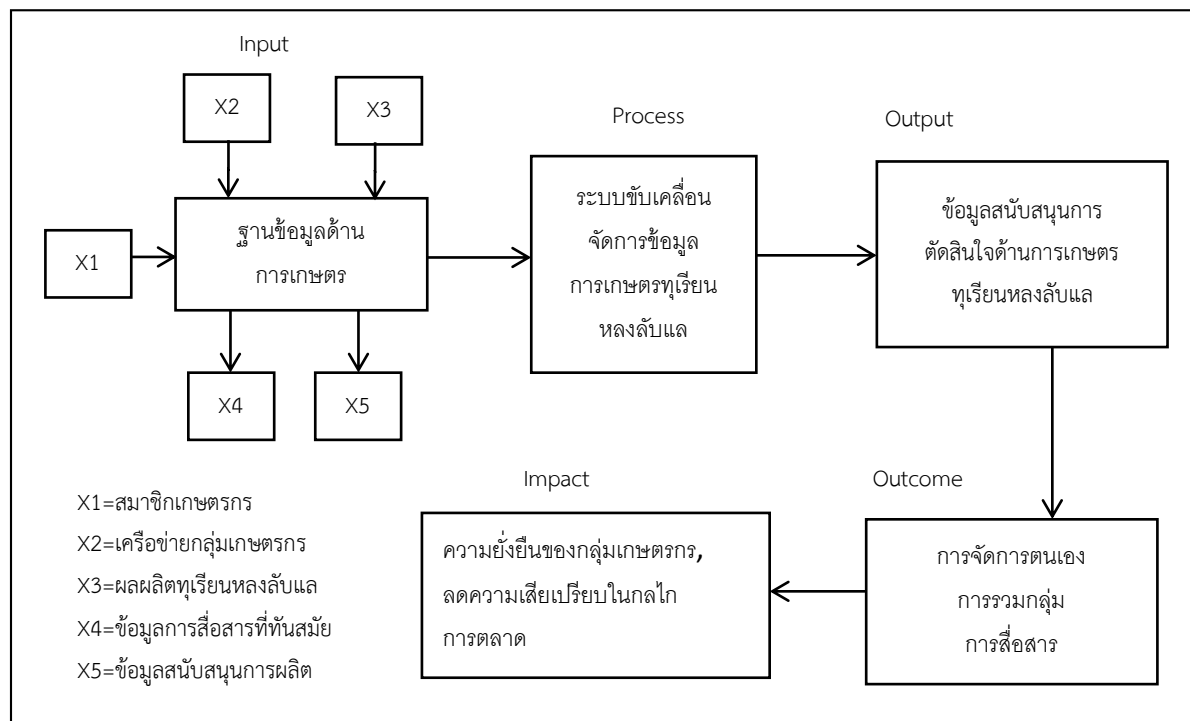 Input
X2
X3
X1
ฐานข้อมูลด้าน
การเกษตร
X4
X5
Process
ระบบขับเคลื่อน
จัดการข้อมูล
การเกษตรทุเรียน
หลงลับแล
Output
ข้อมูลสนับสนุนการ
ตัดสินใจด้านการเกษตร
ทุเรียนหลงลับแล
Outcome
การจัดการตนเอง
การรวมกลุ่ม
การสื่อสาร
Impact
ความยั่งยืนของกลุ่มเกษตรกร,
ลดความเสียเปรียบในกลไก
การตลาด
X1=สมาชิกเกษตรกร
X2=เครือข่ายกลุ่มเกษตรกร
X3=ผลผลิตทุเรียนหลงลับแล
X4=ข้อมูลการสื่อสารที่ทันสมัย
X5=ข้อมูลสนับสนุนการผลิต